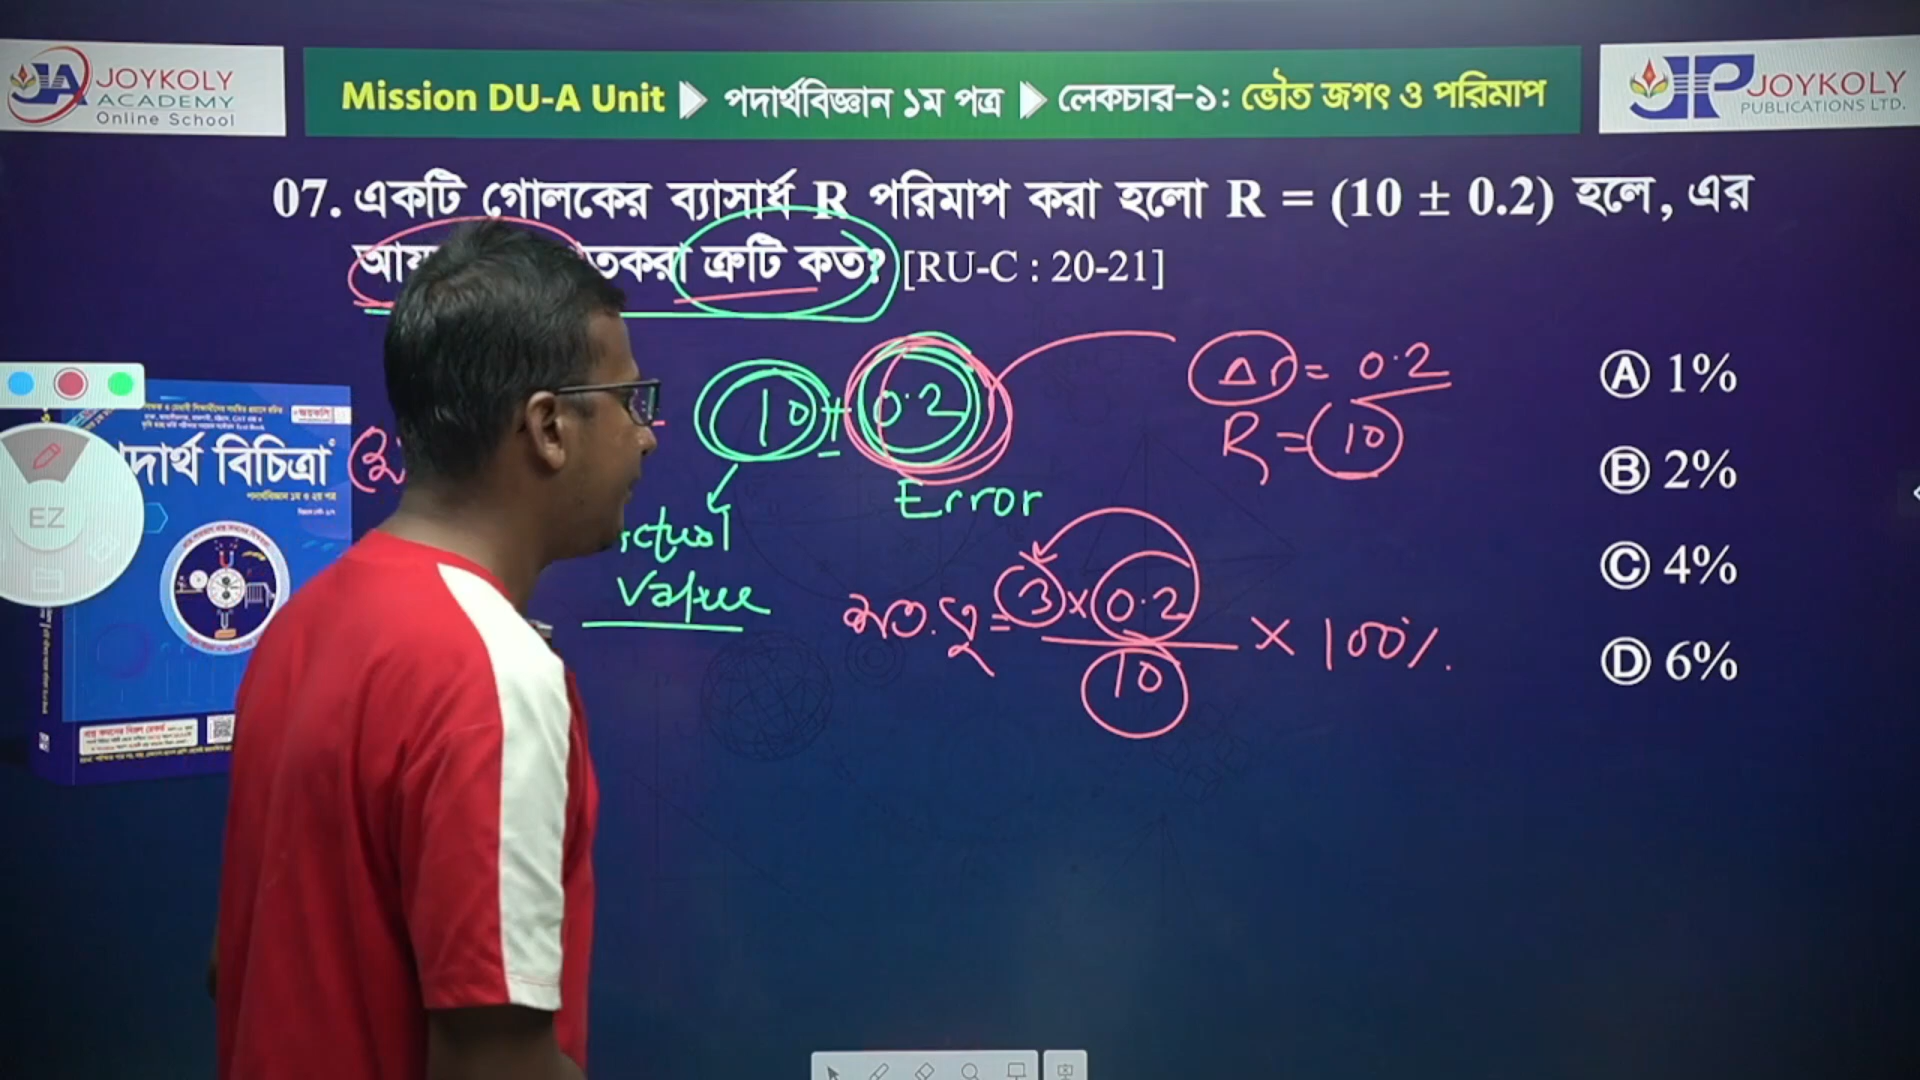 JOYKOLY
ACADEMY
Online School
Mission DU-A Unit পদার্থবিজ্ঞান ১ম পত্র লেকচার-১: ভৌত জগৎ ও পরিমাপ
JOYKOLY
PUBLICATIONS LTD.
07. একটি গোলকের ব্যাসার্ধ R পরিমাপ করা হলো R = (10 ± 0.2) হলে, এর
ত্রুটি কত? [RU-C : 20-21]
10 ± 0.2
Error
Value
Δr = 0.2
R = 10
= 3 × 0.2
10
× 100%
Ⓐ 1%
Ⓑ 2%
Ⓒ 4%
Ⓓ 6%
বিচিত্রা
EZ